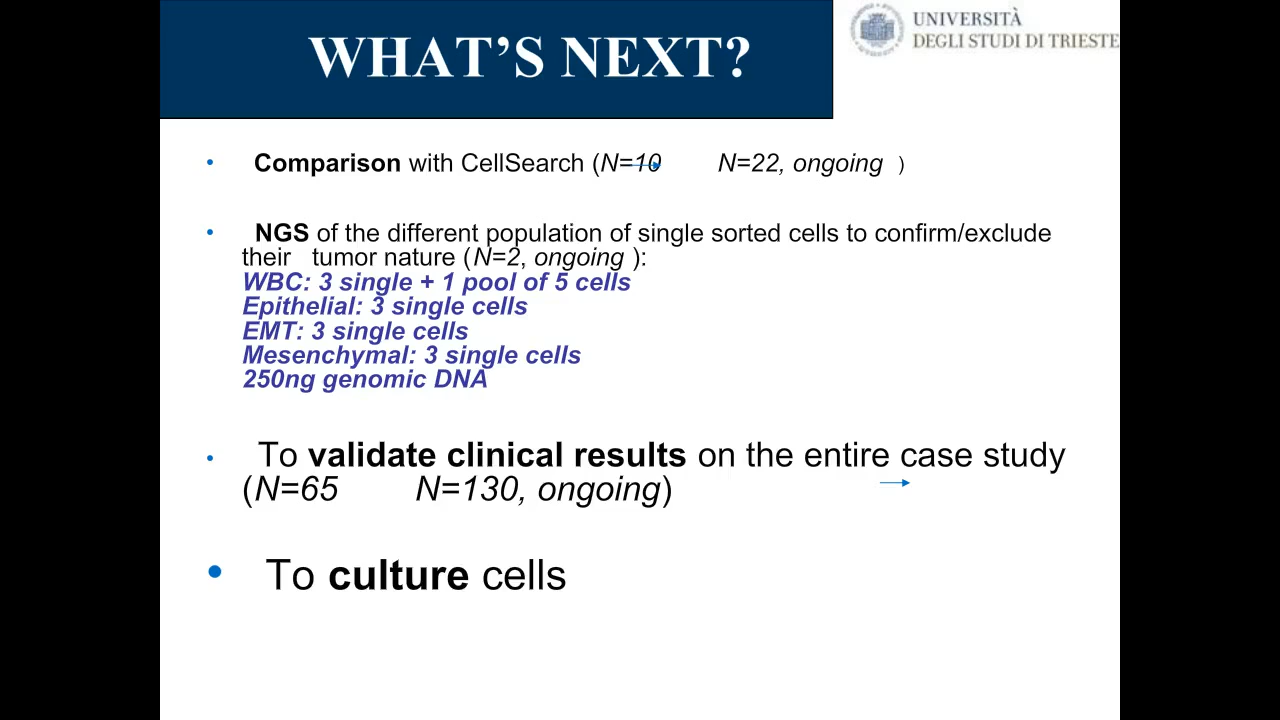 WHAT'S NEXT?
UNIVERSITÀ
DEGLI STUDI DI TRIESTE
• Comparison with CellSearch (N=10 N=22, ongoing )
• NGS of the different population of single sorted cells to confirm/exclude
their tumor nature (N=2, ongoing ):
WBC: 3 single + 1 pool of 5 cells
Epithelial: 3 single cells
EMT: 3 single cells
Mesenchymal: 3 single cells
250ng genomic DNA
• To validate clinical results on the entire case study
(N=65 N=130, ongoing)
• To culture cells